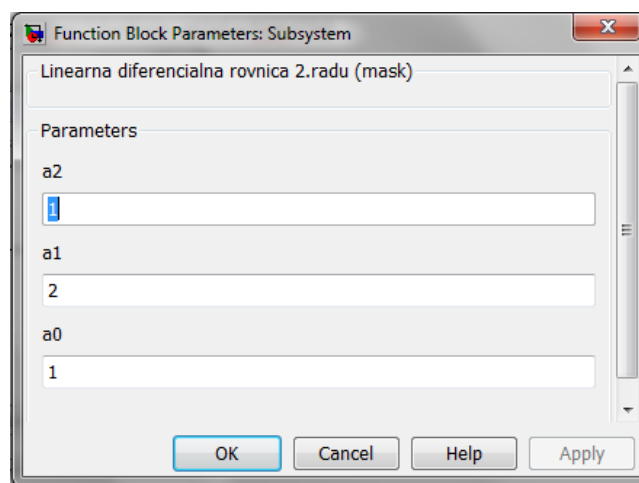 Function Block Parameters: Subsystem
Linearna diferencialna rovnica 2.radu (mask)
Parameters
a2
1
a1
2
a0
1
OK Cancel Help Apply